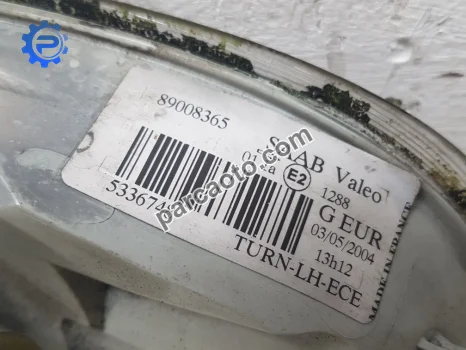 89008365
SAAB Valeo
E2
1288
G EUR
03/05/2004
13h12
TURN-LH-ECE
MADE IN FRANCE
parcaoto.com